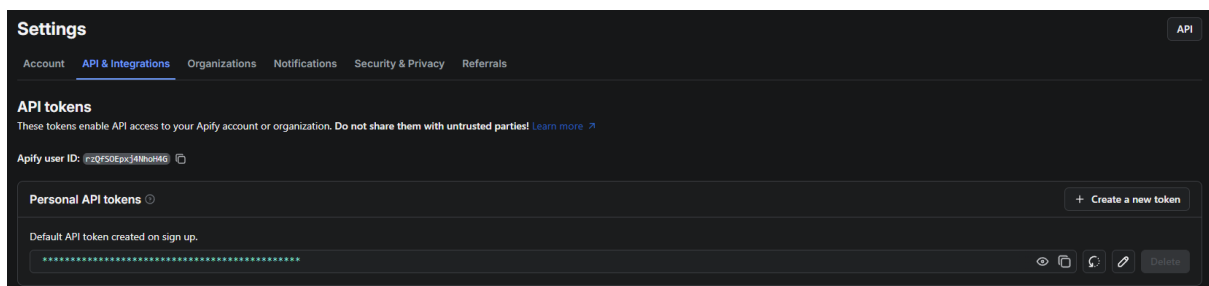 Settings
API
Account API & Integrations Organizations Notifications Security & Privacy Referrals
API tokens
These tokens enable API access to your Apify account or organization. Do not share them with untrusted parties! Learn more ↗
Apify user ID: rzQfSOEpxj4NhoH4G
Personal API tokens
+ Create a new token
Default API token created on sign up.
**********************************************
Delete